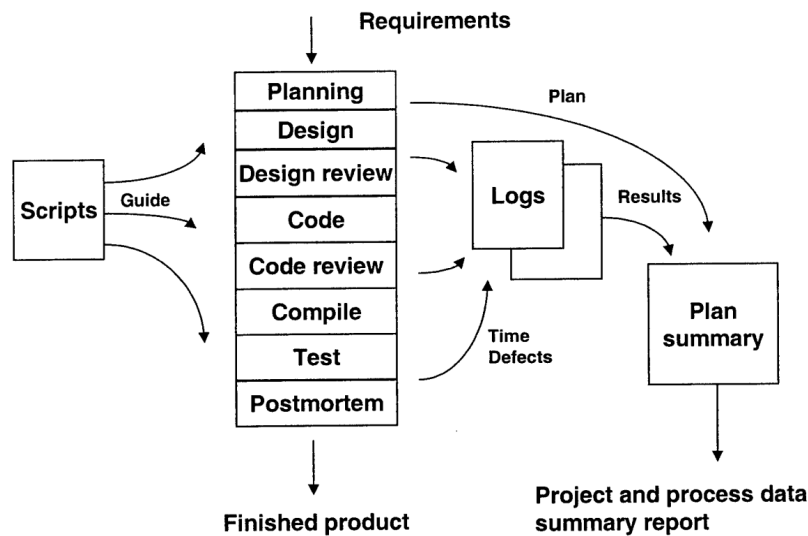 Requirements
Planning
Plan
Design
Design review
Scripts
Guide
Logs
Results
Code
Code review
Compile
Plan
summary
Test
Time
Defects
Postmortem
Finished product
Project and process data
summary report